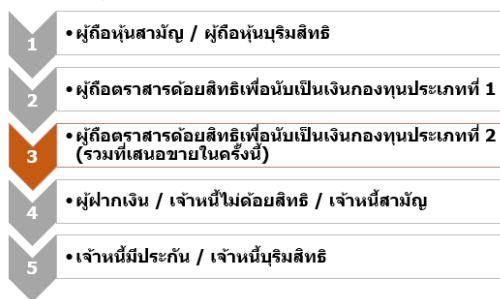 1
•ผู้ถือหุ้นสามัญ / ผู้ถือหุ้นบุริมสิทธิ
2
•ผู้ถือตราสารด้อยสิทธิเพื่อนับเป็นเงินกองทุนประเภทที่ 1
3
•ผู้ถือตราสารด้อยสิทธิเพื่อนับเป็นเงินกองทุนประเภทที่ 2
(รวมที่เสนอขายในครั้งนี้)
4
•ผู้ฝากเงิน / เจ้าหนี้ไม่ด้อยสิทธิ / เจ้าหนี้สามัญ
5
•เจ้าหนี้มีประกัน / เจ้าหนี้บุริมสิทธิ